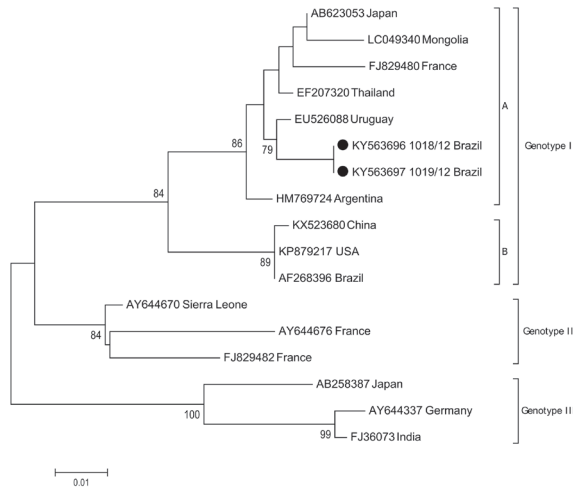 AB623053 Japan
LC049340 Mongolia
FJ829480 France
EF207320 Thailand
A
EU526088 Uruguay
86
79
KY563696 1018/12 Brazil
Genotype I
KY563697 1019/12 Brazil
84
HM769724 Argentina
KX523680 China
KP879217 USA
B
89
AF268396 Brazil
AY644670 Sierra Leone
84
AY644676 France
Genotype II
FJ829482 France
AB258387 Japan
100
AY644337 Germany
Genotype II
99
FJ36073 India
0.01